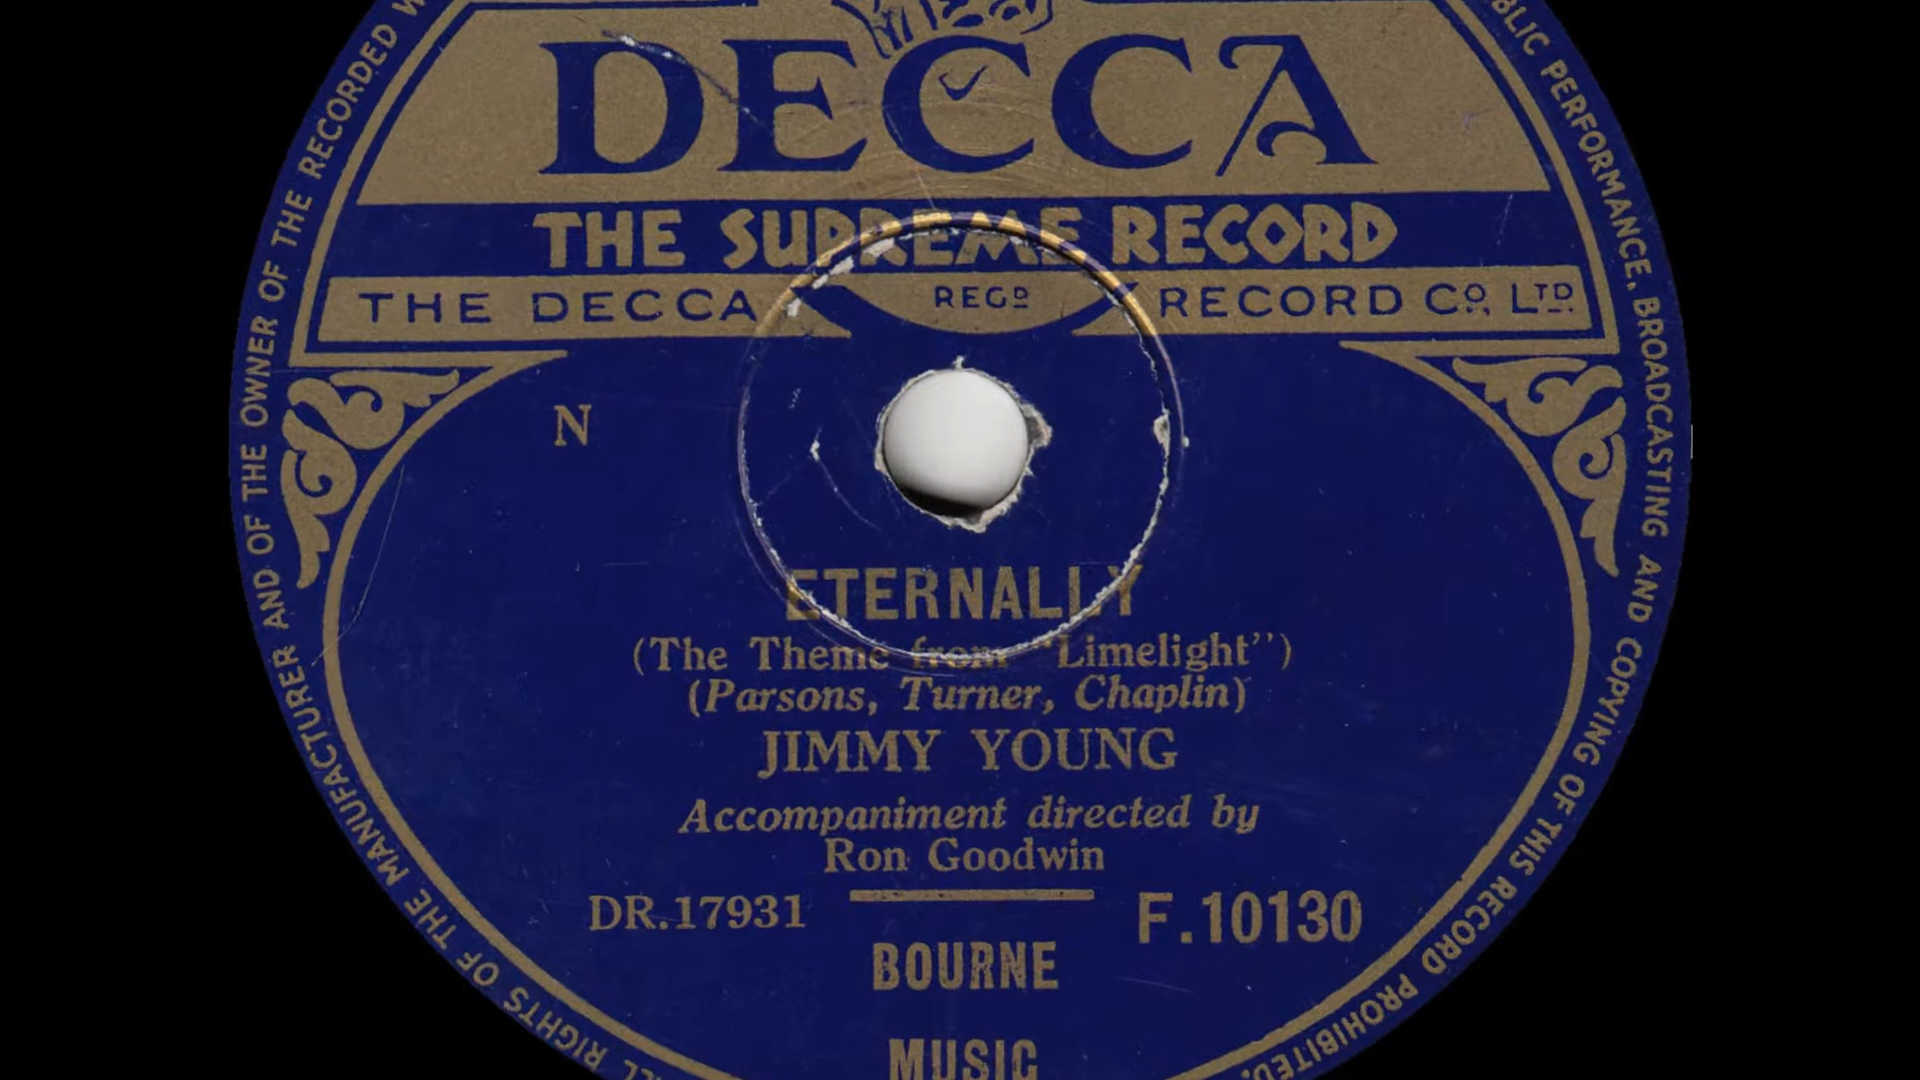 DECCA
THE SUPREME RECORD
THE DECCA REGD RECORD CO. LTD.
N
ETERNALLY
(The Theme from "Limelight")
(Parsons, Turner, Chaplin)
JIMMY YOUNG
Accompaniment directed by
Ron Goodwin
DR.17931
F.10130
BOURNE
MUSIC
RIGHTS OF THE MANUFACTURER AND OF THE OWNER OF THE RECORDED
PERFORMANCE, BROADCASTING AND COPYING OF THIS RECORD PROHIBITED.